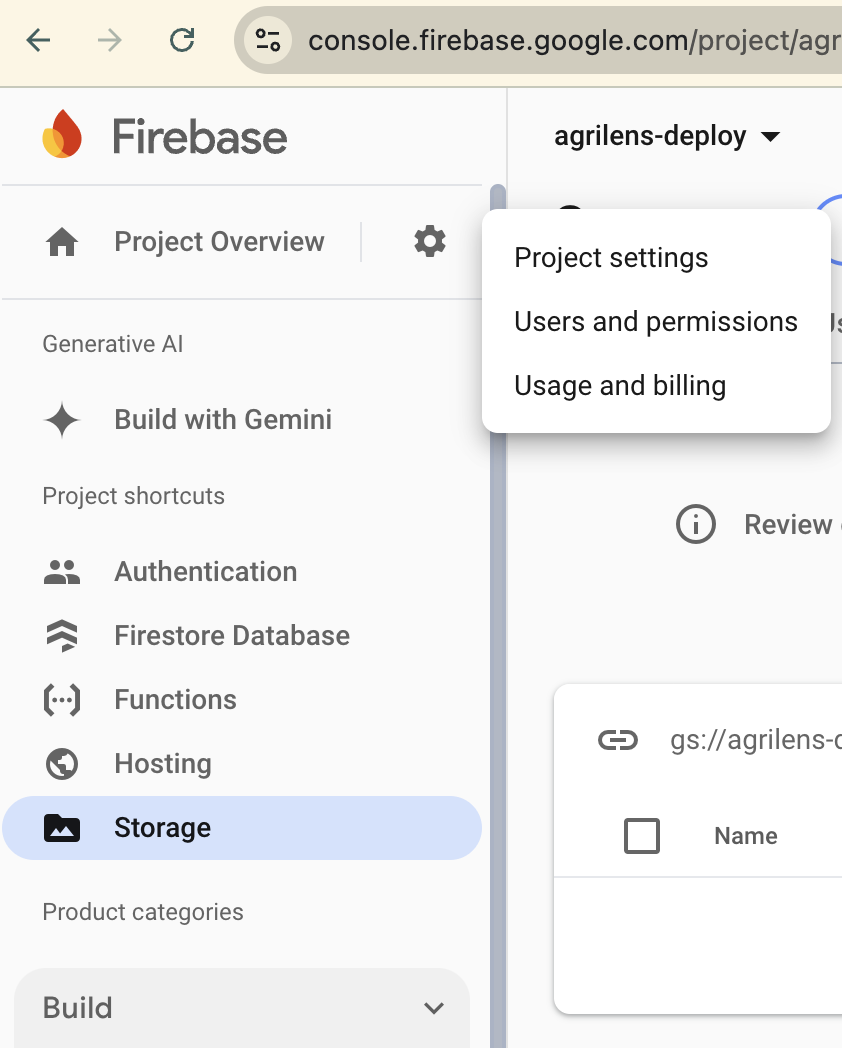 console.firebase.google.com/project/agr
Firebase
agrilens-deploy
Project Overview
Project settings
Users and permissions
Usage and billing
Generative AI
Build with Gemini
Project shortcuts
Review
Authentication
Firestore Database
Functions
Hosting
gs://agrilens-
Storage
Name
Product categories
Build